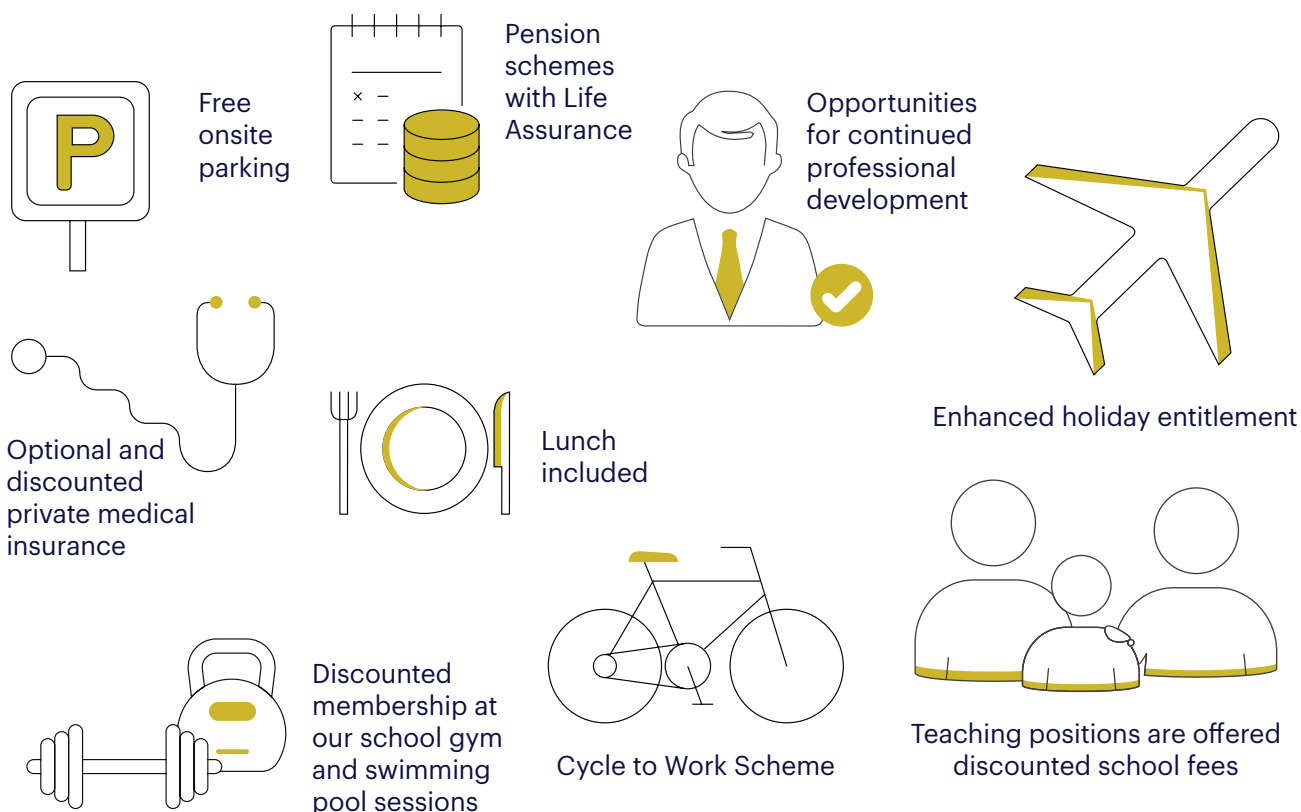 P
Free
onsite
parking
Pension
schemes
with Life
Assurance
Opportunities
for continued
professional
development
Enhanced holiday entitlement
Optional and
discounted
private medical
insurance
Lunch
included
Discounted
membership at
our school gym
and swimming
pool sessions
Cycle to Work Scheme
Teaching positions are offered
discounted school fees